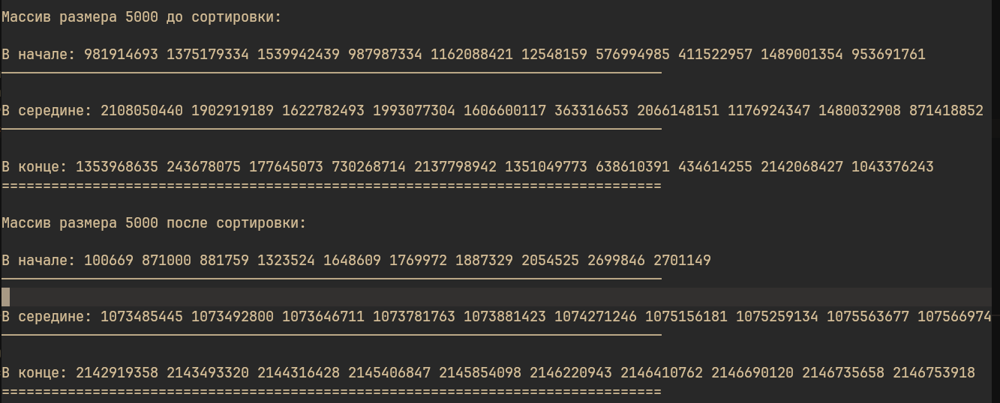 Массив размера 5000 до сортировки:
В начале: 981914693 1375179334 1539942439 987987334 1162088421 12548159 576994985 411522957 1489001354 953691761
В середине: 2108050440 1902919189 1622782493 1993077304 1606600117 363316653 2066148151 1176924347 1480032908 871418852
В конце: 1353968635 243678075 177645073 730268714 2137798942 1351049773 638610391 434614255 2142068427 1043376243
================================================================================
Массив размера 5000 после сортировки:
В начале: 100669 871000 881759 1323524 1648609 1769972 1887329 2054525 2699846 2701149
В середине: 1073485445 1073492800 1073646711 1073781763 1073881423 1074271246 1075156181 1075259134 1075563677 107566974
В конце: 2142919358 2143493320 2144316428 2145406847 2145854098 2146220943 2146410762 2146690120 2146735658 2146753918
================================================================================